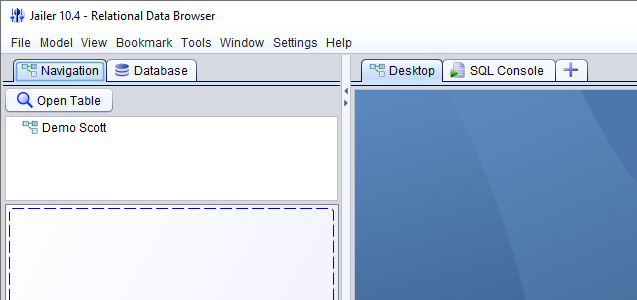 Jailer 10.4 - Relational Data Browser
File Model View Bookmark Tools Window Settings Help
Navigation Database Desktop SQL Console
Open Table
Demo Scott